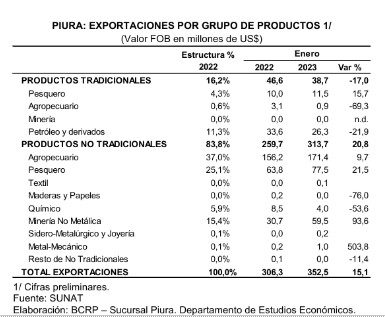 PIURA: EXPORTACIONES POR GRUPO DE PRODUCTOS 1/
(Valor FOB en millones de US$)
Estructura % Enero
2022 2022 2023 Var %
PRODUCTOS TRADICIONALES 16,2% 46,6 38,7 -17,0
Pesquero 4,3% 10,0 11,5 15,7
Agropecuario 0,6% 3,1 0,9 -69,3
Minería 0,0% 0,0 0,0 n.d.
Petróleo y derivados 11,3% 33,6 26,3 -21,9
PRODUCTOS NO TRADICIONALES 83,8% 259,7 313,7 20,8
Agropecuario 37,0% 156,2 171,4 9,7
Pesquero 25,1% 63,8 77,5 21,5
Textil 0,0% 0,0 0,1
Maderas y Papeles 0,0% 0,2 0,0 -76,0
Químico 5,9% 8,5 4,0 -53,6
Minería No Metálica 15,4% 30,7 59,5 93,6
Sidero-Metalúrgico y Joyería 0,1% 0,0 0,2
Metal-Mecánico 0,1% 0,2 1,0 503,8
Resto de No Tradicionales 0,0% 0,1 0,0 -11,4
TOTAL EXPORTACIONES 100,0% 306,3 352,5 15,1
1/ Cifras preliminares.
Fuente: SUNAT
Elaboración: BCRP – Sucursal Piura. Departamento de Estudios Económicos.